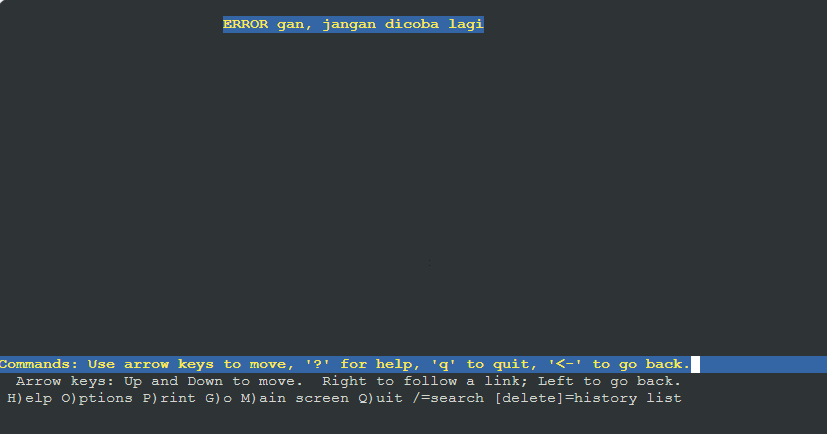 ERROR gan, jangan dicoba lagi
Commands: Use arrow keys to move, '?' for help, 'q' to quit, '<-' to go back.
Arrow keys: Up and Down to move.  Right to follow a link; Left to go back.
H)elp O)ptions P)rint G)o M)ain screen Q)uit /=search [delete]=history list